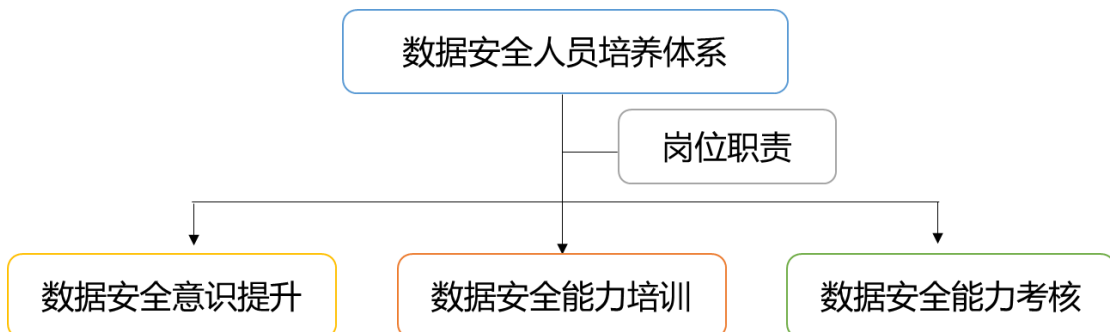 数据安全人员培养体系
岗位职责
数据安全意识提升
数据安全能力培训
数据安全能力考核